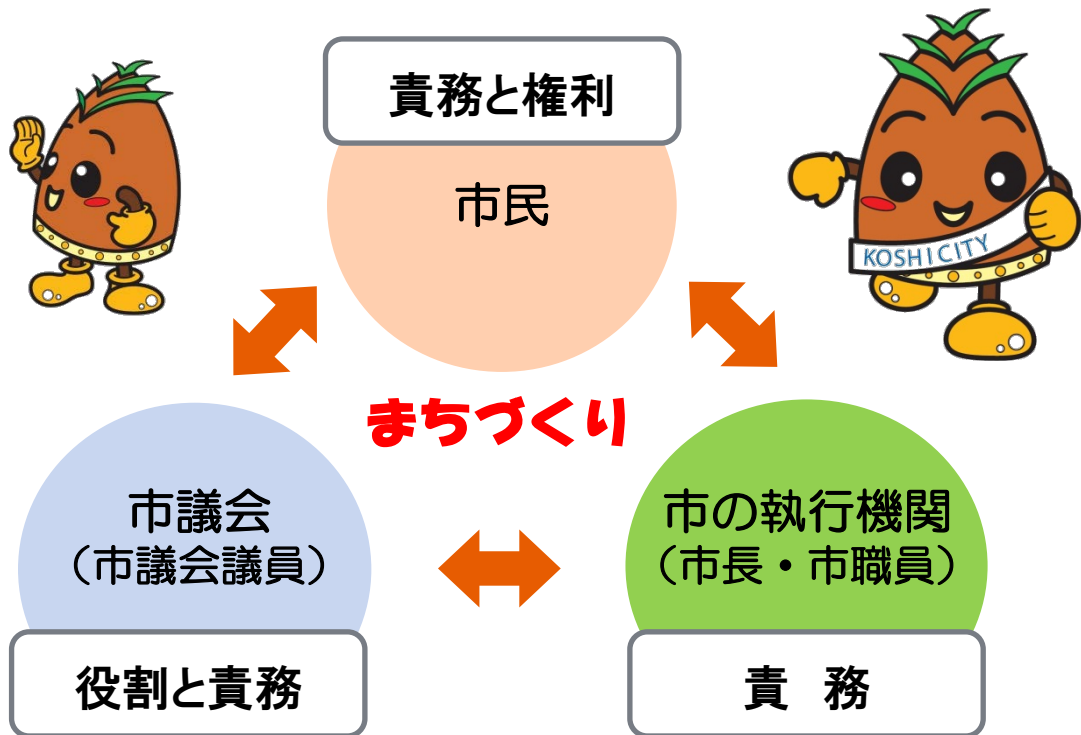 責務と権利
市民
KOSHI CITY
まちづくり
市議会
（市議会議員）
市の執行機関
（市長・市職員）
役割と責務
責　務